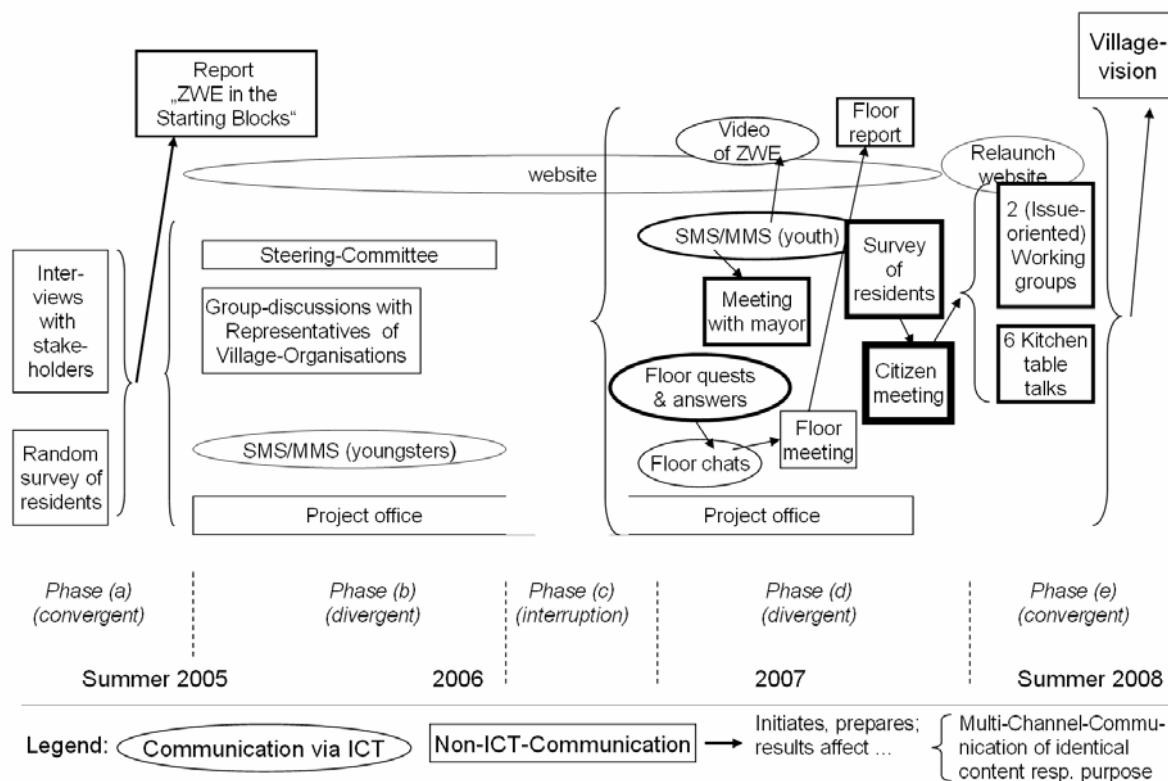 Village-
vision
Report
„ZWE in the
Starting Blocks“
Floor
report
Video
of ZWE
Relaunch
website
website
2 (Issue-
oriented)
Working
groups
SMS/MMS (youth)
Steering-Committee
Survey
of
residents
Inter-
views
with
stake-
holders
Group-discussions with
Representatives of
Village-Organisations
Meeting
with mayor
6 Kitchen
table
talks
Floor quests
& answers
Citizen
meeting
Random
survey of
residents
SMS/MMS (youngsters)
Floor chats
Floor
meeting
Project office
Project office
Phase (a)
(convergent)
Phase (b)
(divergent)
Phase (c)
(interruption)
Phase (d)
(divergent)
Phase (e)
(convergent)
Summer 2005
2006
2007
Summer 2008
Legend:
Communication via ICT
Non-ICT-Communication
Initiates, prepares;
results affect ...
Multi-Channel-Commu-
nication of identical
content resp. purpose